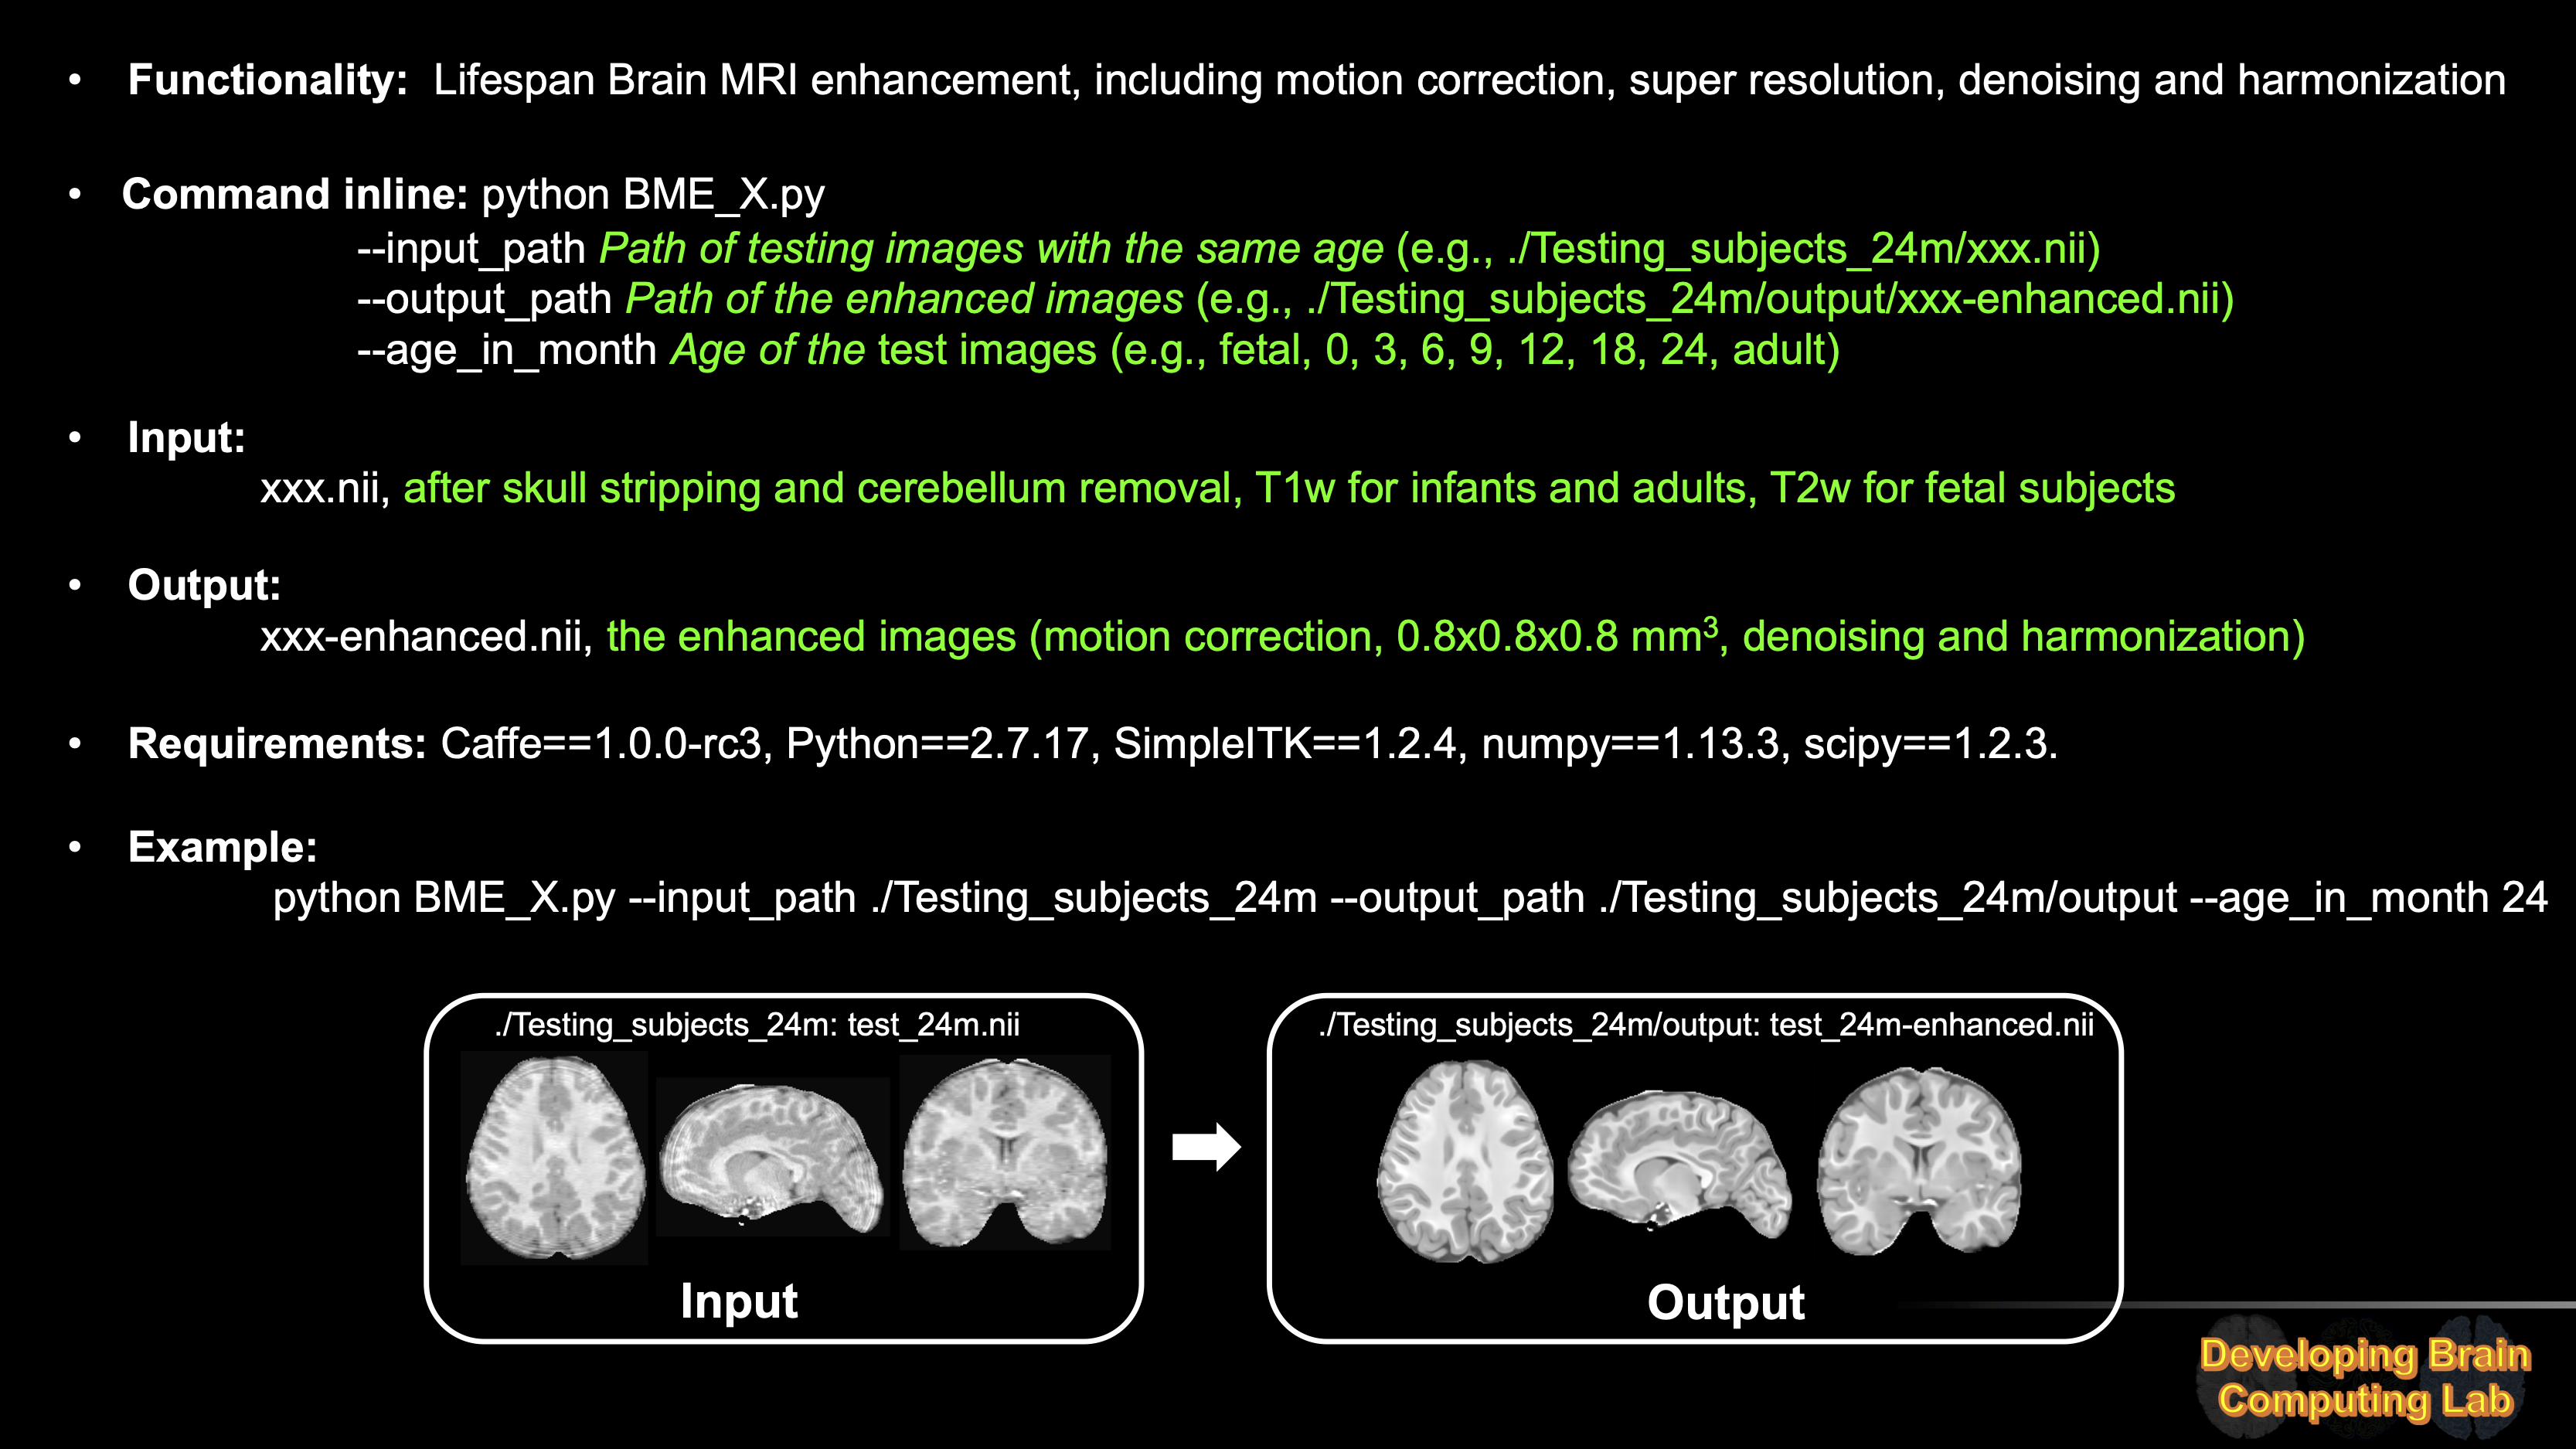 • Functionality: Lifespan Brain MRI enhancement, including motion correction, super resolution, denoising and harmonization
• Command inline: python BME_X.py
--input_path Path of testing images with the same age (e.g., ./Testing_subjects_24m/xxx.nii)
--output_path Path of the enhanced images (e.g., ./Testing_subjects_24m/output/xxx-enhanced.nii)
--age_in_month Age of the test images (e.g., fetal, 0, 3, 6, 9, 12, 18, 24, adult)
• Input:
xxx.nii, after skull stripping and cerebellum removal, T1w for infants and adults, T2w for fetal subjects
• Output:
xxx-enhanced.nii, the enhanced images (motion correction, 0.8x0.8x0.8 mm³, denoising and harmonization)
• Requirements: Caffe==1.0.0-rc3, Python==2.7.17, SimpleITK==1.2.4, numpy==1.13.3, scipy==1.2.3.
• Example:
python BME_X.py --input_path ./Testing_subjects_24m --output_path ./Testing_subjects_24m/output --age_in_month 24
./Testing_subjects_24m: test_24m.nii
Input
./Testing_subjects_24m/output: test_24m-enhanced.nii
Output
Developing Brain
Computing Lab